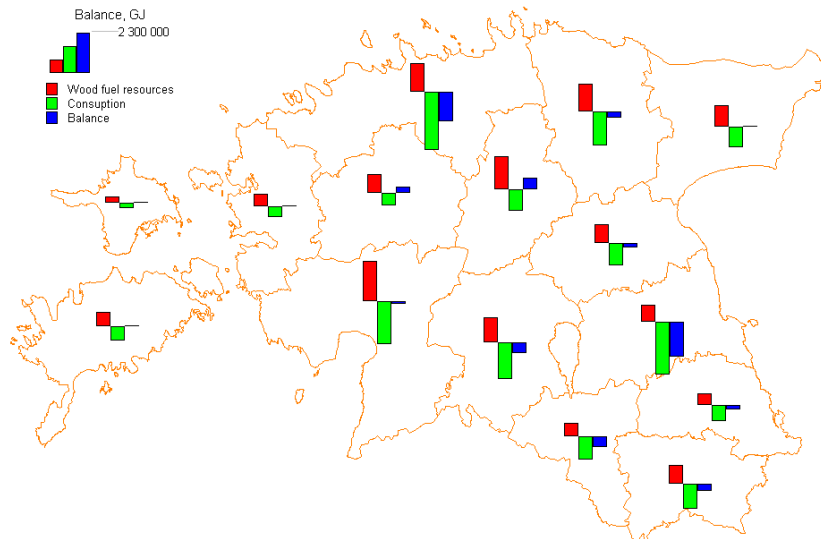 Balance, GJ
2 300 000
Wood fuel resources
Consuption
Balance